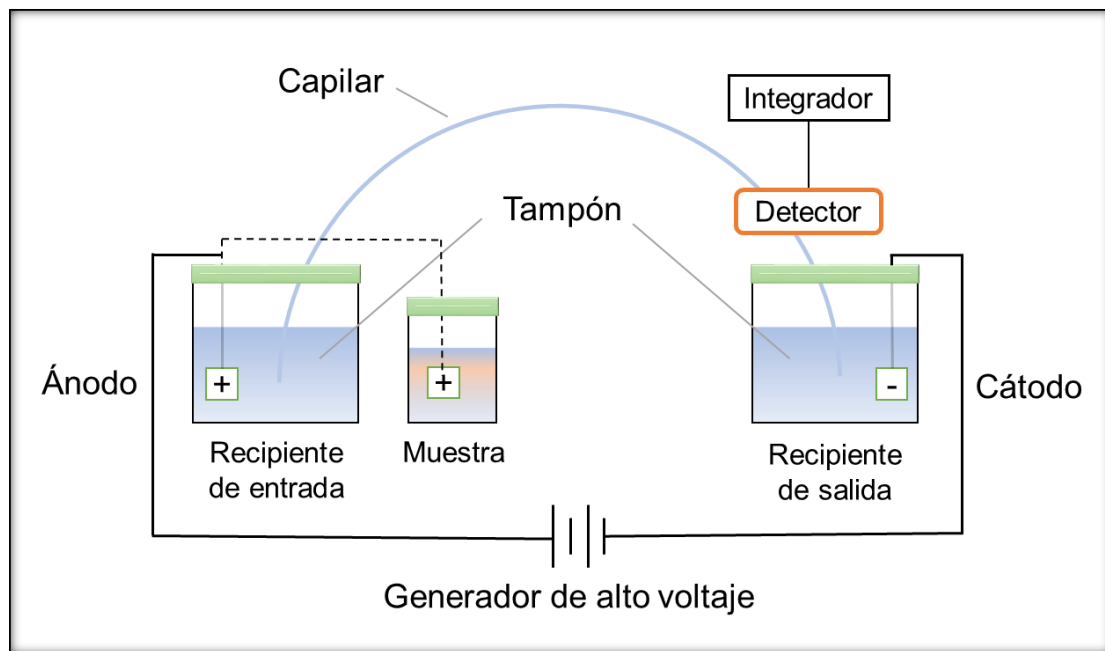 Capilar
Integrador
Detector
Tampón
Ánodo
+
+
-
Cátodo
Recipiente
de entrada
Muestra
Recipiente
de salida
Generador de alto voltaje